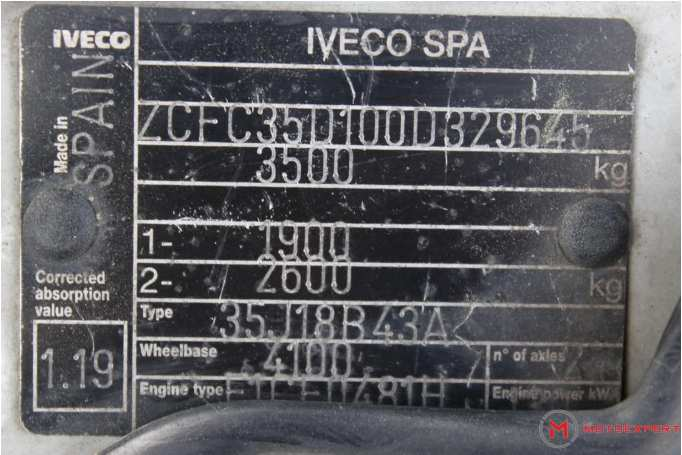 IVECO
IVECO SPA
Made in SPAIN
ZCFC35D100D329645
3500 kg
1- 1900
2- 2600 kg
Corrected
absorption
value
1.19
Type 35J18B43A
Wheelbase 4100 n° of axles
Engine type Engine power kW
MOTOEXPERT